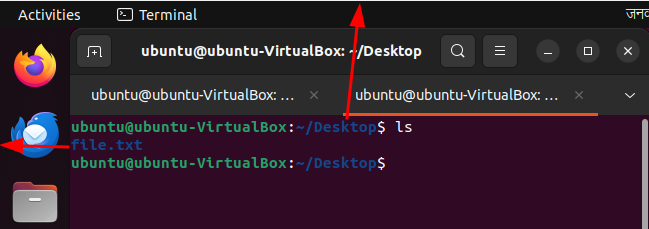 Activities Terminal जन
ubuntu@ubuntu-VirtualBox: ~/Desktop
ubuntu@ubuntu-VirtualBox: ... ubuntu@ubuntu-VirtualBox: ...
ubuntu@ubuntu-VirtualBox:~/Desktop$ ls
file.txt
ubuntu@ubuntu-VirtualBox:~/Desktop$